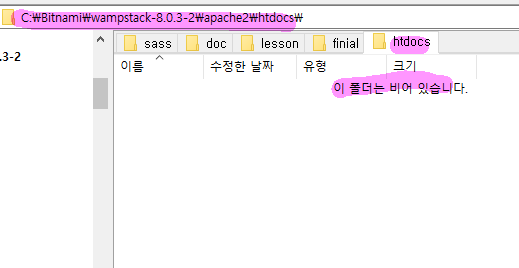 C:₩Bitnami₩wampstack-8.0.3-2₩apache2₩htdocs₩
sass doc lesson finial htdocs
.3-2
이름 수정한 날짜 유형 크기
이 폴더는 비어 있습니다.